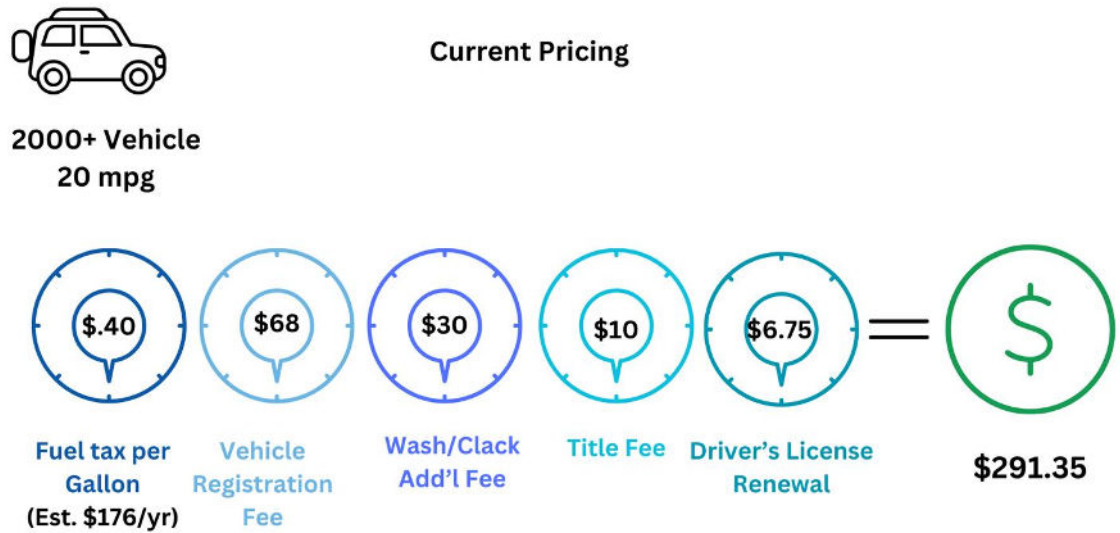 Current Pricing
2000+ Vehicle
20 mpg
$.40
$68
$30
$10
$6.75
Fuel tax per
Gallon
(Est. $176/yr)
Vehicle
Registration
Fee
Wash/Clack
Add'l Fee
Title Fee
Driver's License
Renewal
$291.35